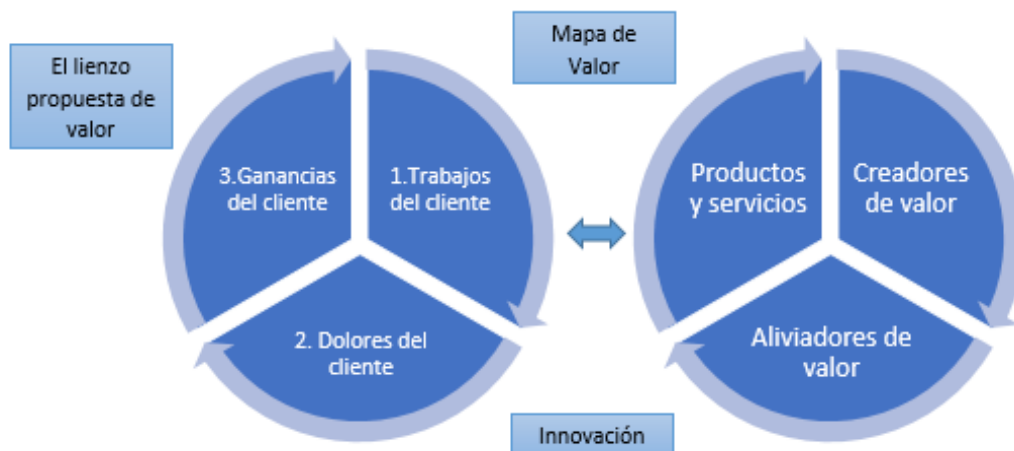 El lienzo
propuesta de
valor
Mapa de
Valor
3.Ganancias
del cliente
1.Trabajos
del cliente
2. Dolores del
cliente
Productos
y servicios
Creadores
de valor
Aliviadores de
valor
Innovación